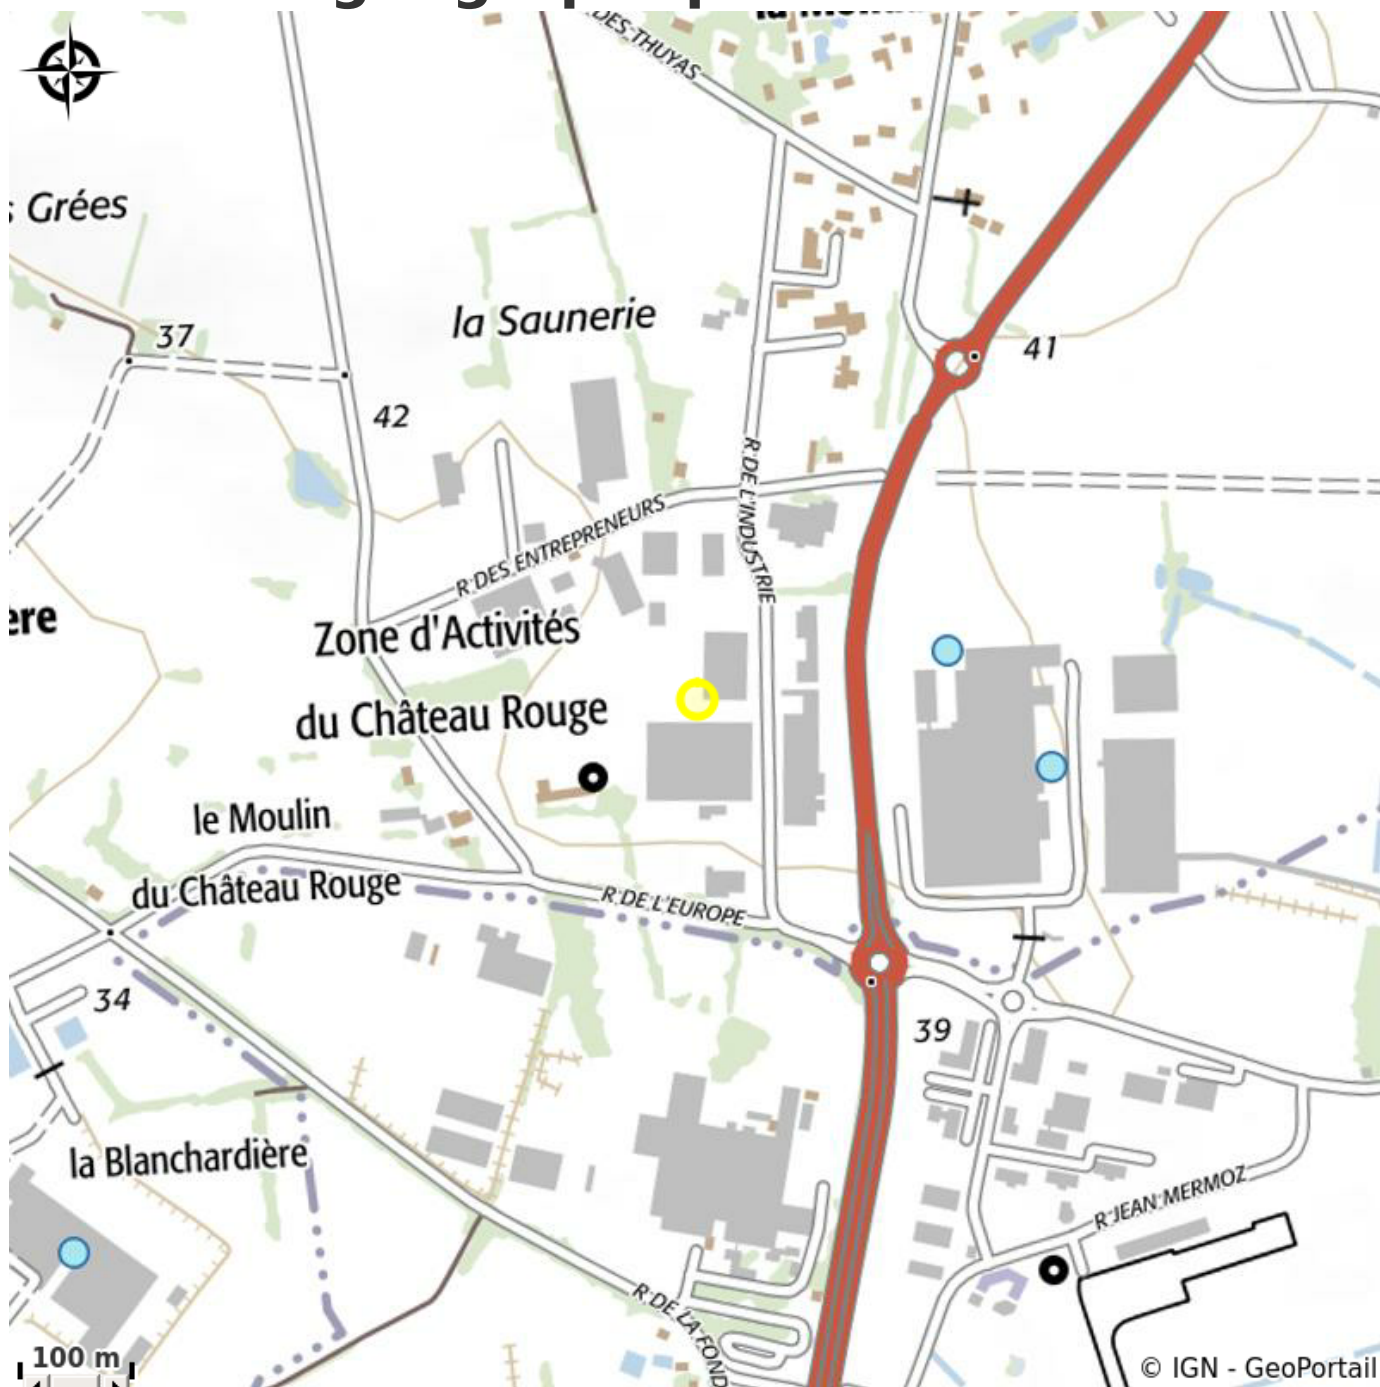 R DES THUYAS
s Grées
la Saunerie
37
41
42
R DE L'INDUSTRIE
R DES ENTREPRENEURS
ere
Zone d'Activités
du Château Rouge
le Moulin
du Château Rouge
R DE L'EUROPE
34
39
la Blanchardière
R JEAN MERMOZ
R DE LA FOND
100 m
© IGN - GeoPortail